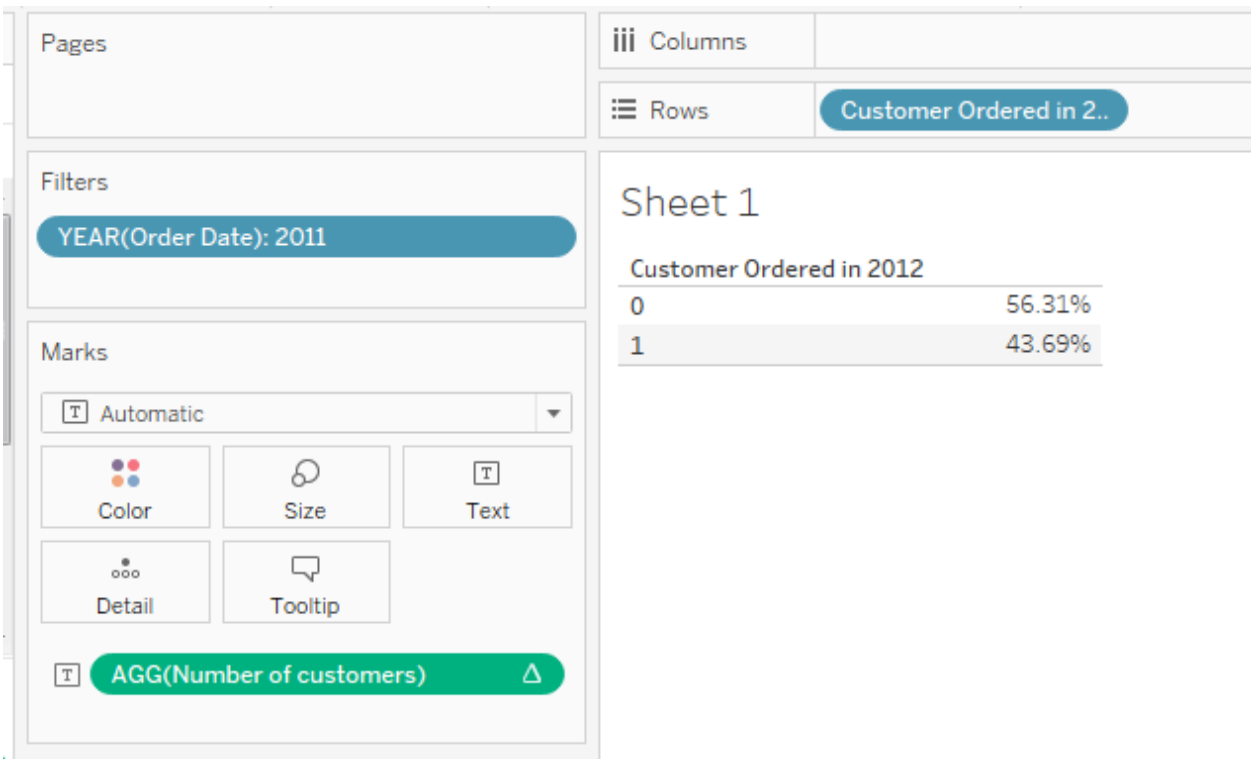 Pages
Columns
Rows
Customer Ordered in 2..
Filters
YEAR(Order Date): 2011
Sheet 1
Customer Ordered in 2012
0 56.31%
1 43.69%
Marks
T Automatic
Color
Size
T
Text
Detail
Tooltip
T AGG(Number of customers) Δ